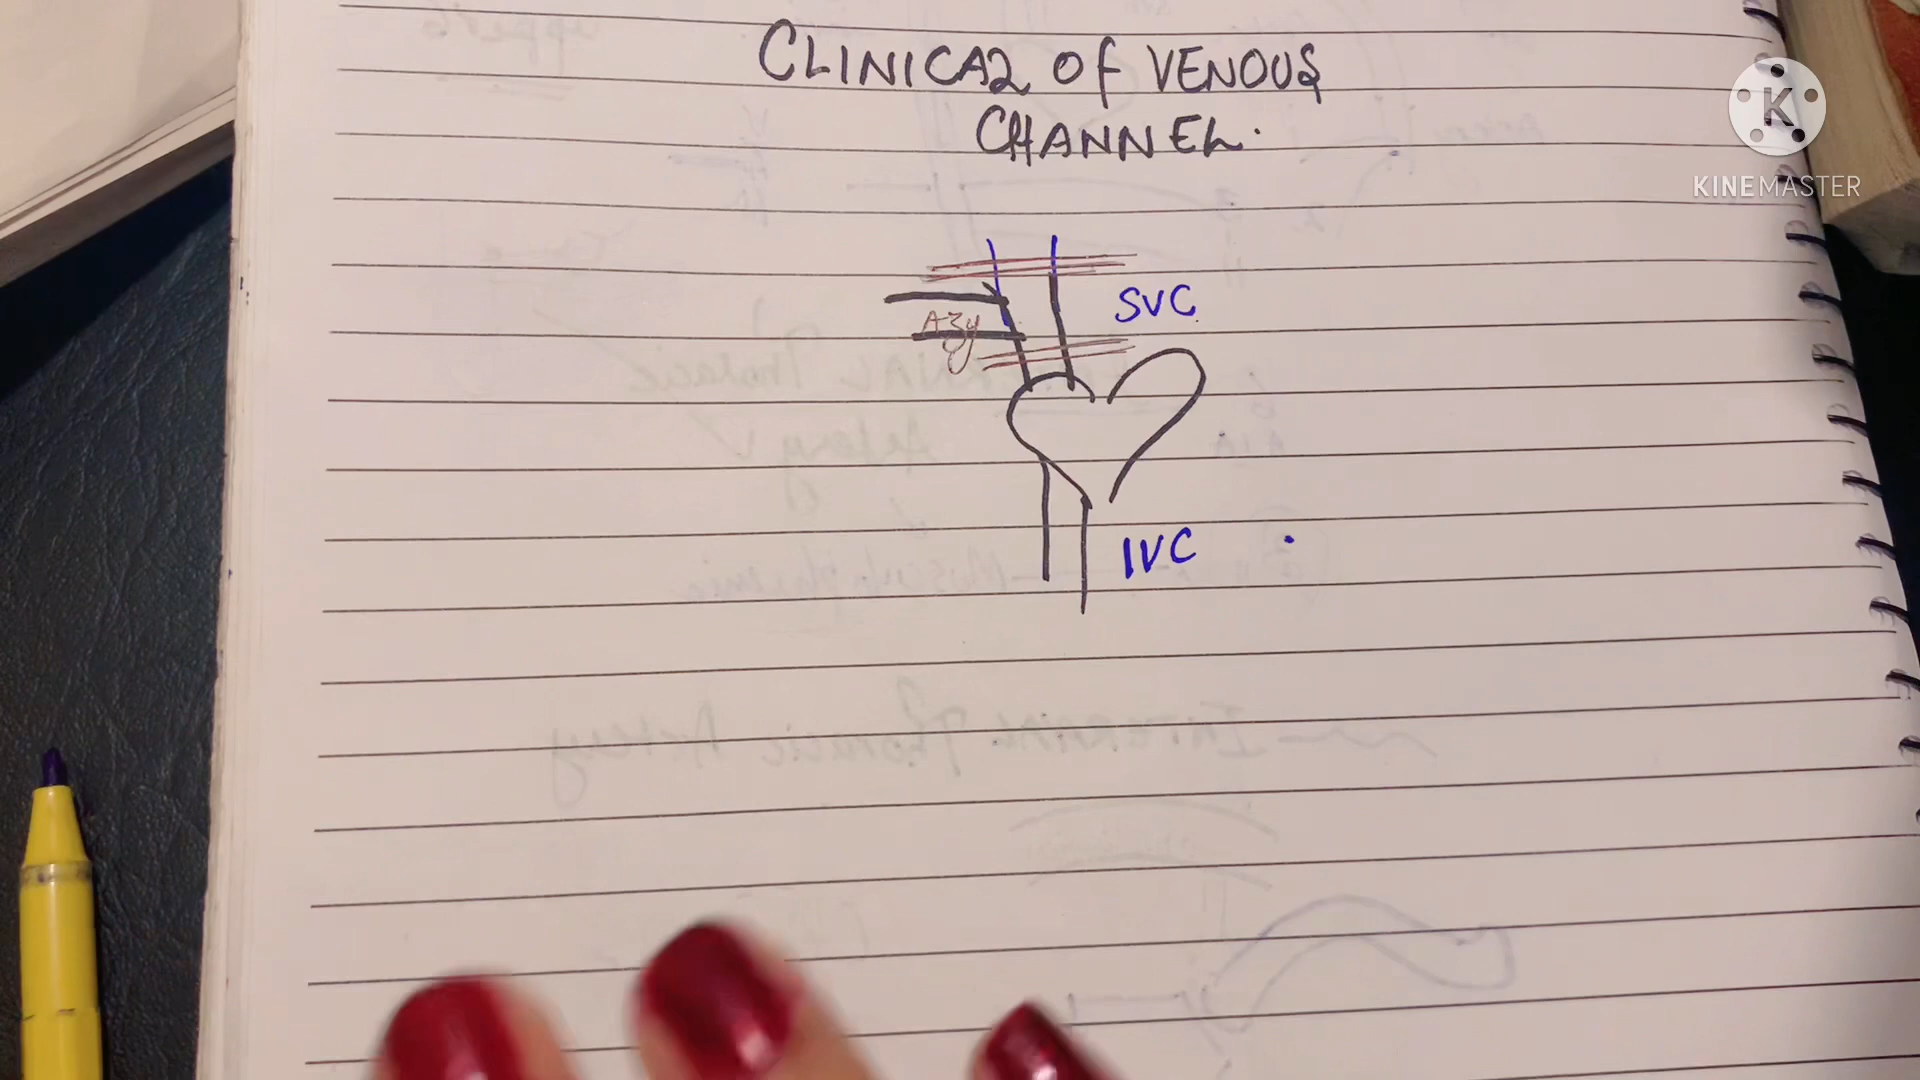 CLINICAL OF VENOUS
CHANNEL.
K
KINEMASTER
SVC
Azy
IVC